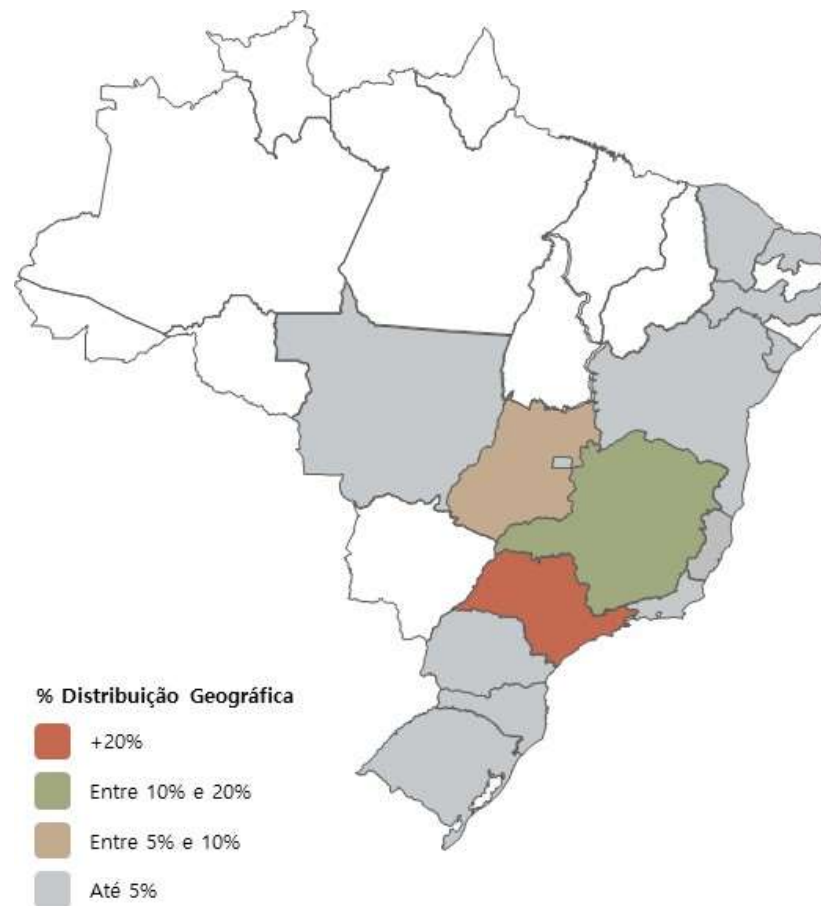 % Distribuição Geográfica
+20%
Entre 10% e 20%
Entre 5% e 10%
Até 5%